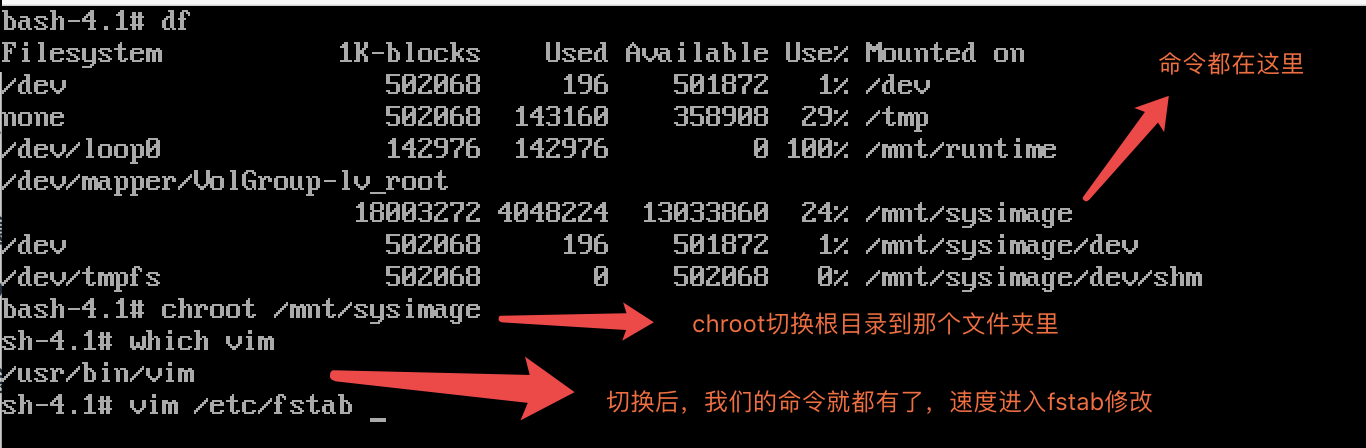 bash-4.1# df
Filesystem 1K-blocks Used Available Use% Mounted on
命令都在这里
/dev 502068 196 501872 1% /dev
none 502068 143160 358908 29% /tmp
/dev/loop0 142976 142976 0 100% /mnt/runtime
/dev/mapper/VolGroup-lv_root
18003272 4048224 13033860 24% /mnt/sysimage
/dev 502068 196 501872 1% /mnt/sysimage/dev
/dev/tmpfs 502068 0 502068 0% /mnt/sysimage/dev/shm
bash-4.1# chroot /mnt/sysimage
chroot切换根目录到那个文件夹里
sh-4.1# which vim
/usr/bin/vim
sh-4.1# vim /etc/fstab _
切换后，我们的命令就都有了，速度进入fstab修改